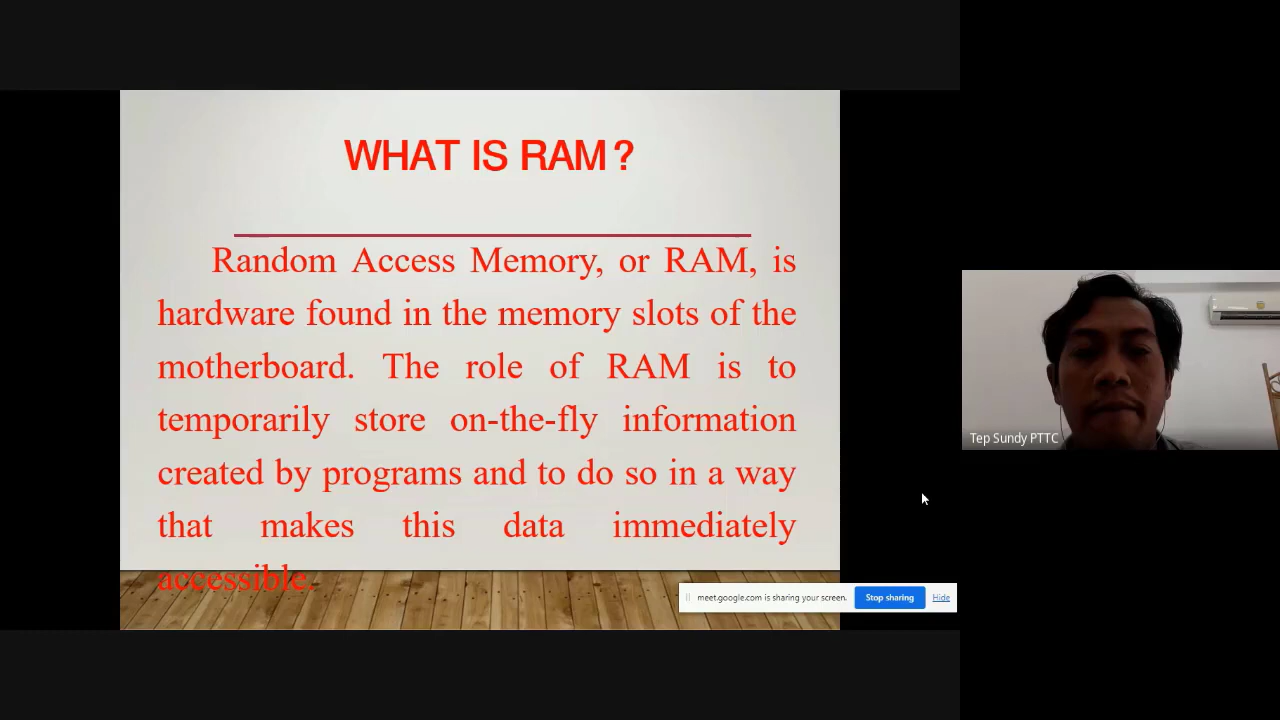 WHAT IS RAM ?
Random Access Memory, or RAM, is
hardware found in the memory slots of the
motherboard. The role of RAM is to
temporarily store on-the-fly information
created by programs and to do so in a way
that makes this data immediately
accessible.
Tep Sundy PTTC
meet.google.com is sharing your screen. Stop sharing Hide